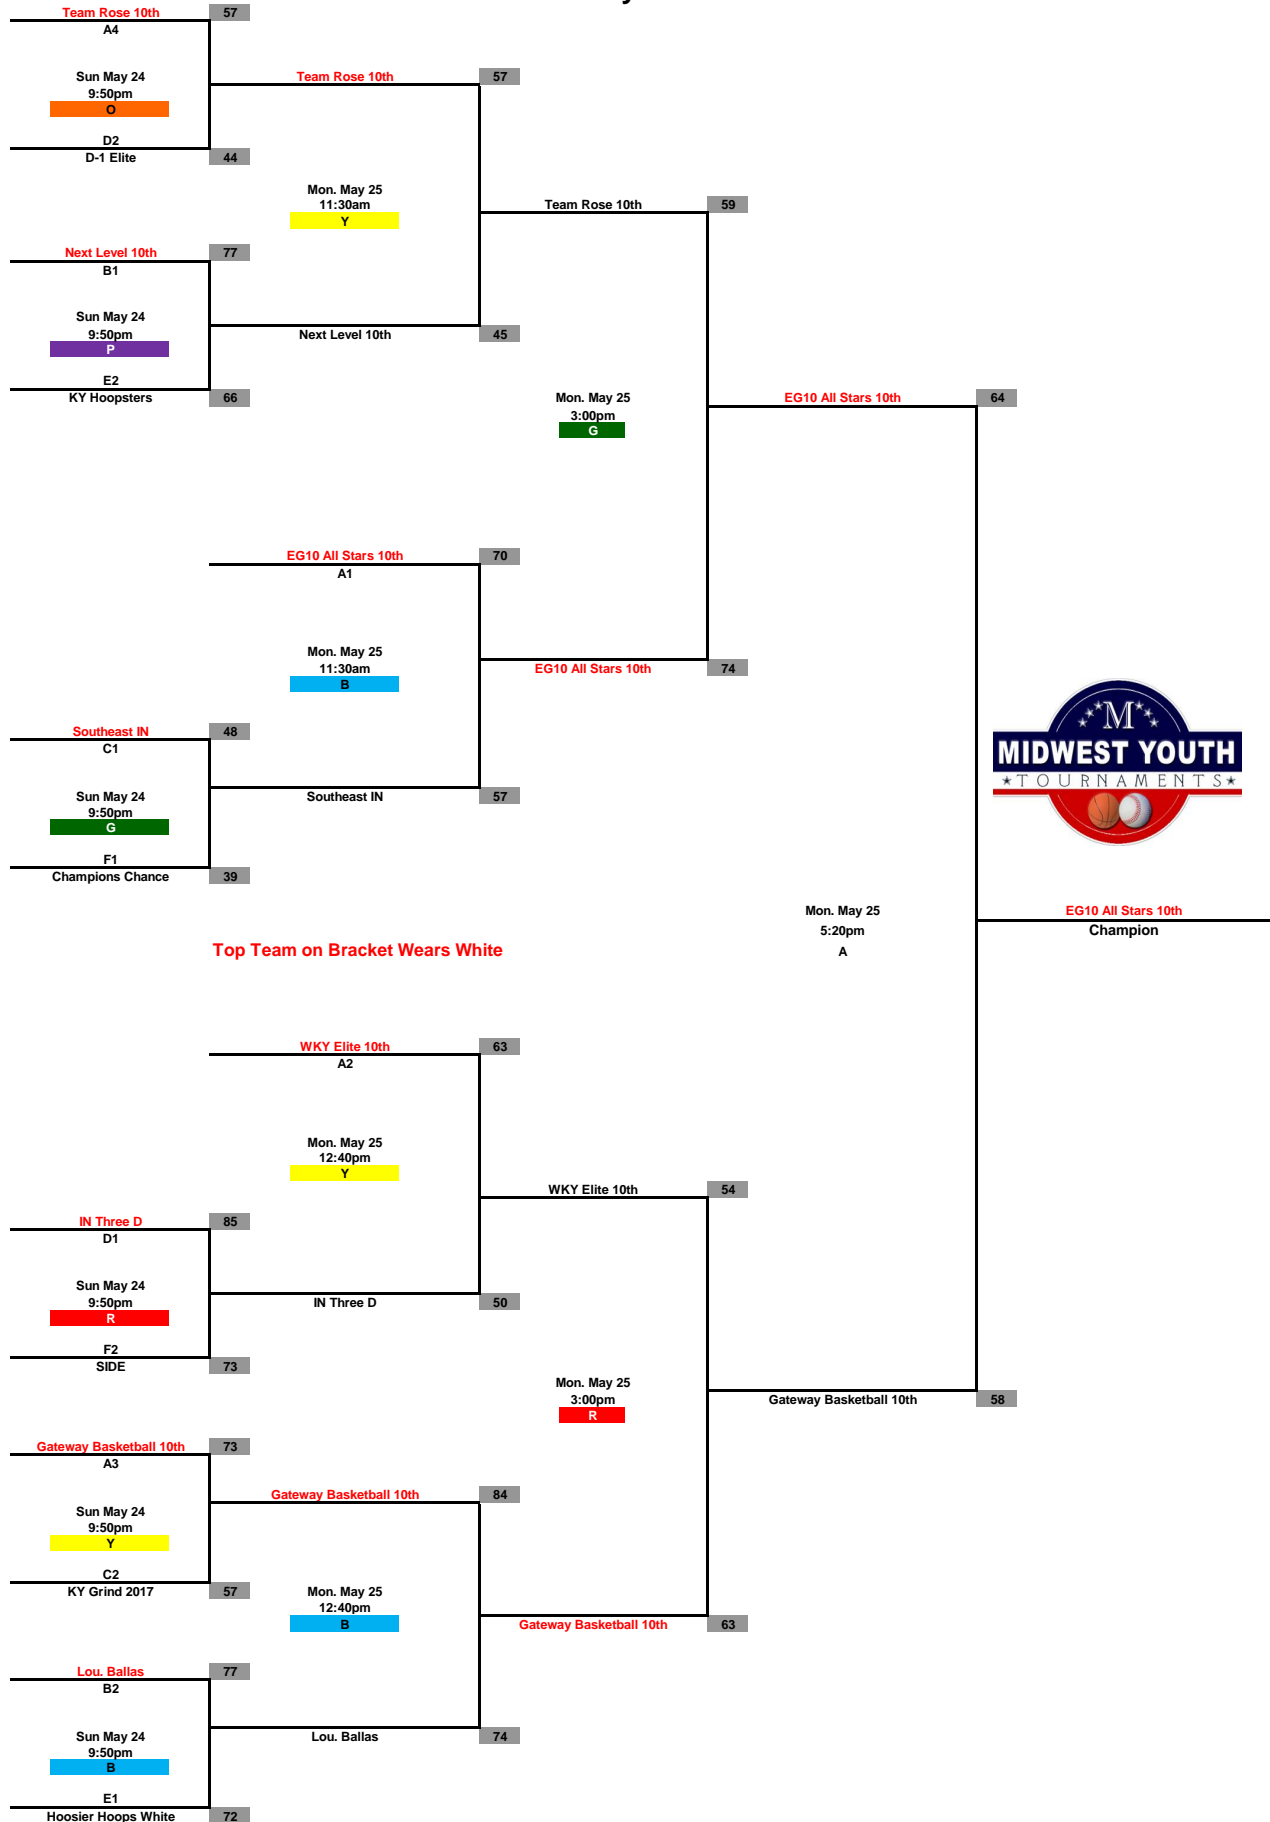 Team Rose 10th 57
A4
Sun May 24
9:50pm
O
D2
D-1 Elite 44
Team Rose 10th 57
Mon. May 25
11:30am
Y
Next Level 10th 77
B1
Sun May 24
9:50pm
P
E2
KY Hoopsters 66
Next Level 10th 45
Team Rose 10th 59
Mon. May 25
3:00pm
G
EG10 All Stars 10th 70
A1
Mon. May 25
11:30am
B
Southeast IN 48
C1
Sun May 24
9:50pm
G
F1
Champions Chance 39
Southeast IN 57
EG10 All Stars 10th 74
EG10 All Stars 10th 64
M
MIDWEST YOUTH
TOURNAMENTS
Mon. May 25
5:20pm
A
EG10 All Stars 10th
Champion
Top Team on Bracket Wears White
WKY Elite 10th 63
A2
Mon. May 25
12:40pm
Y
IN Three D 85
D1
Sun May 24
9:50pm
R
F2
SIDE 73
IN Three D 50
WKY Elite 10th 54
Mon. May 25
3:00pm
R
Gateway Basketball 10th 58
Gateway Basketball 10th 73
A3
Sun May 24
9:50pm
Y
C2
KY Grind 2017 57
Gateway Basketball 10th 84
Mon. May 25
12:40pm
B
Gateway Basketball 10th 63
Lou. Ballas 77
B2
Sun May 24
9:50pm
B
E1
Hoosier Hoops White 72
Lou. Ballas 74